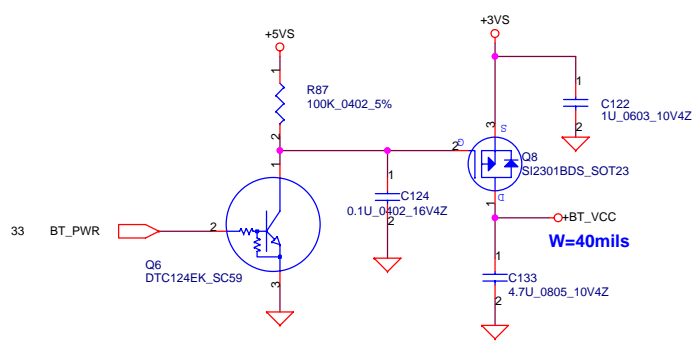 +5VS
+3VS
1
R87
100K_0402_5%
2
1
C122
1U_0603_10V4Z
2
3
S
2
G
Q8
SI2301BDS_SOT23
D
1
1
1
C124
0.1U_0402_16V4Z
2
33 BT_PWR
2
+BT_VCC
W=40mils
Q6
DTC124EK_SC59
3
1
C133
4.7U_0805_10V4Z
2